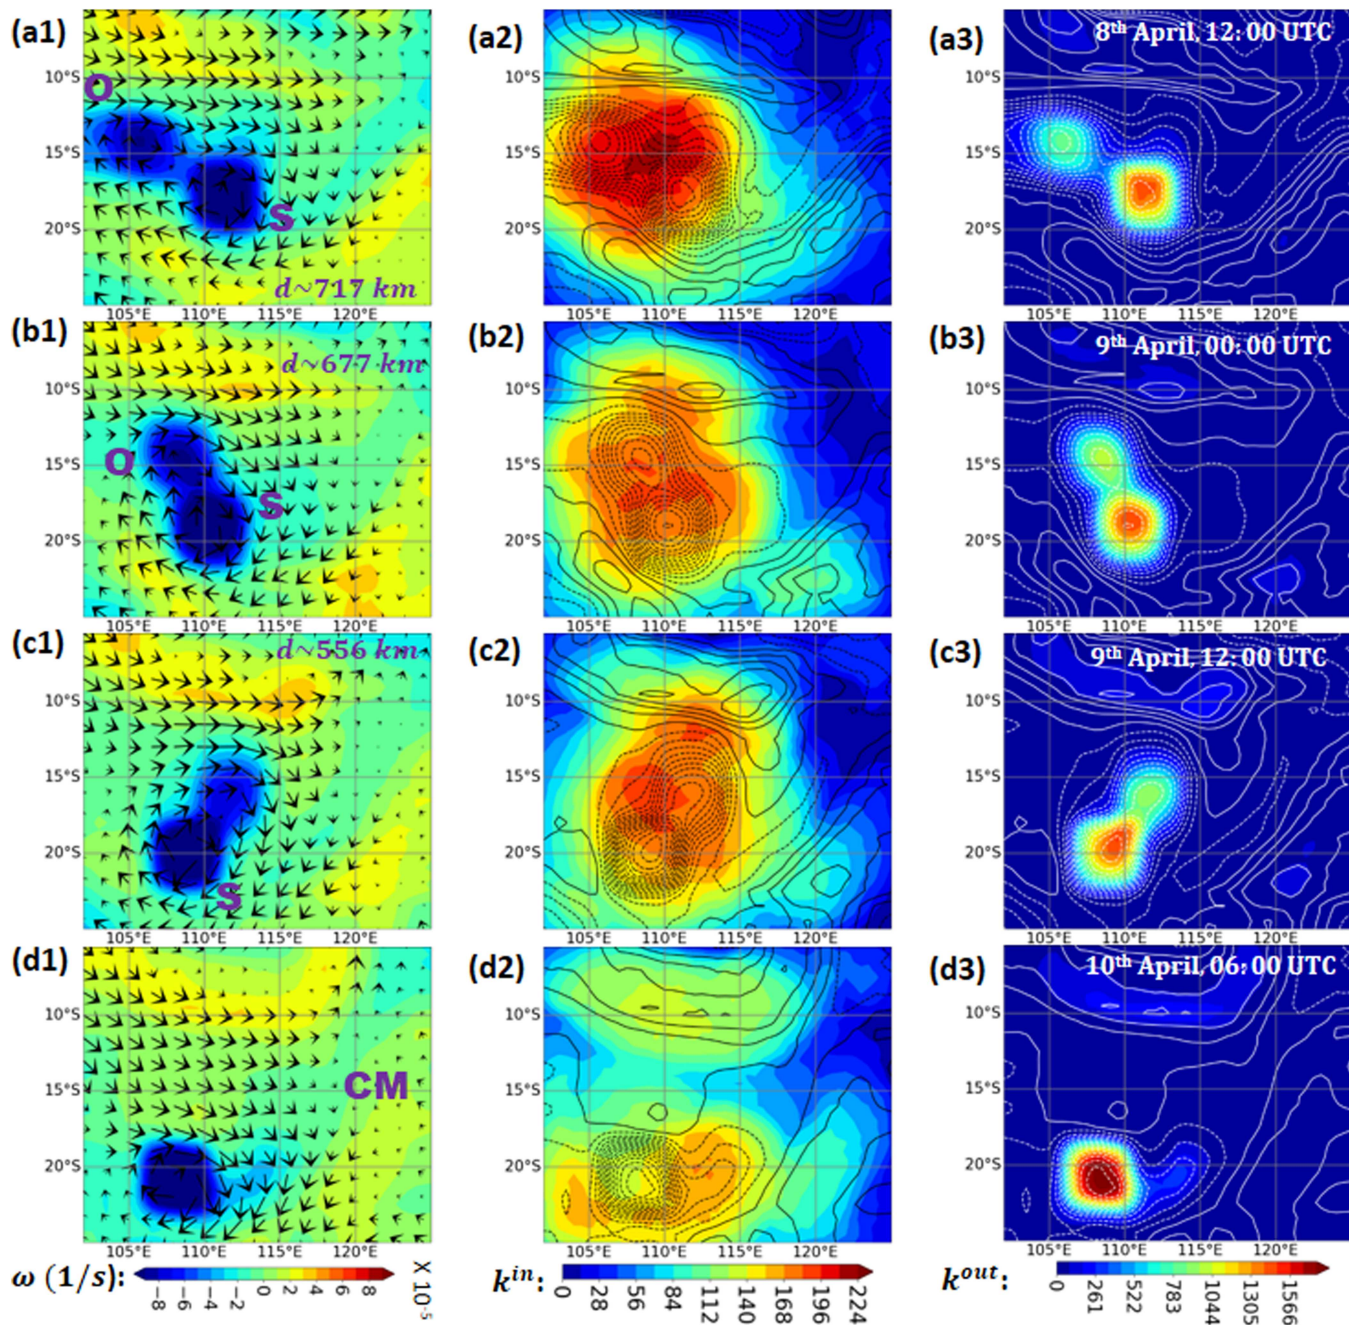 (a1)
10°S
15°S
20°S
O
S
d~717 km
105°E 110°E 115°E 120°E
(a2)
10°S
15°S
20°S
105°E 110°E 115°E 120°E
(a3)
8th April, 12: 00 UTC
10°S
15°S
20°S
105°E 110°E 115°E 120°E
(b1)
d~677 km
10°S
15°S
20°S
O
S
105°E 110°E 115°E 120°E
(b2)
10°S
15°S
20°S
105°E 110°E 115°E 120°E
(b3)
9th April, 00: 00 UTC
10°S
15°S
20°S
105°E 110°E 115°E 120°E
(c1)
d~556 km
10°S
15°S
20°S
S
105°E 110°E 115°E 120°E
(c2)
10°S
15°S
20°S
105°E 110°E 115°E 120°E
(c3)
9th April, 12: 00 UTC
10°S
15°S
20°S
105°E 110°E 115°E 120°E
(d1)
10°S
15°S
20°S
CM
105°E 110°E 115°E 120°E
(d2)
10°S
15°S
20°S
105°E 110°E 115°E 120°E
(d3)
10th April, 06: 00 UTC
10°S
15°S
20°S
105°E 110°E 115°E 120°E
ω (1/s):
−8 −6 −4 −2 0 2 4 6 8
X 10⁻⁵
kⁱⁿ:
0 28 56 84 112 140 168 196 224
kᵒᵘᵗ:
0 261 522 783 1044 1305 1566